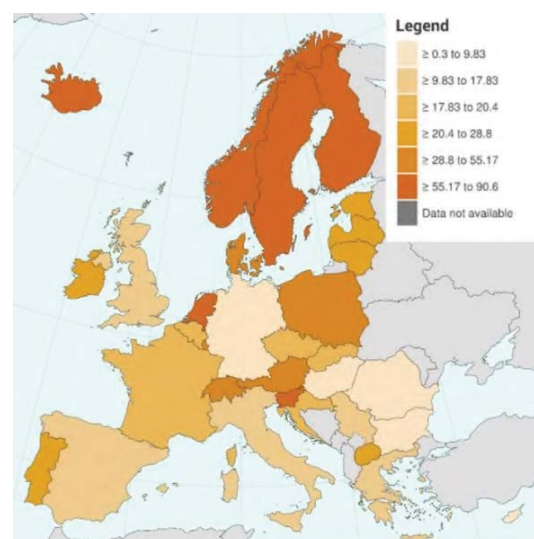 Legend
≥ 0.3 to 9.83
≥ 9.83 to 17.83
≥ 17.83 to 20.4
≥ 20.4 to 28.8
≥ 28.8 to 55.17
≥ 55.17 to 90.6
Data not available